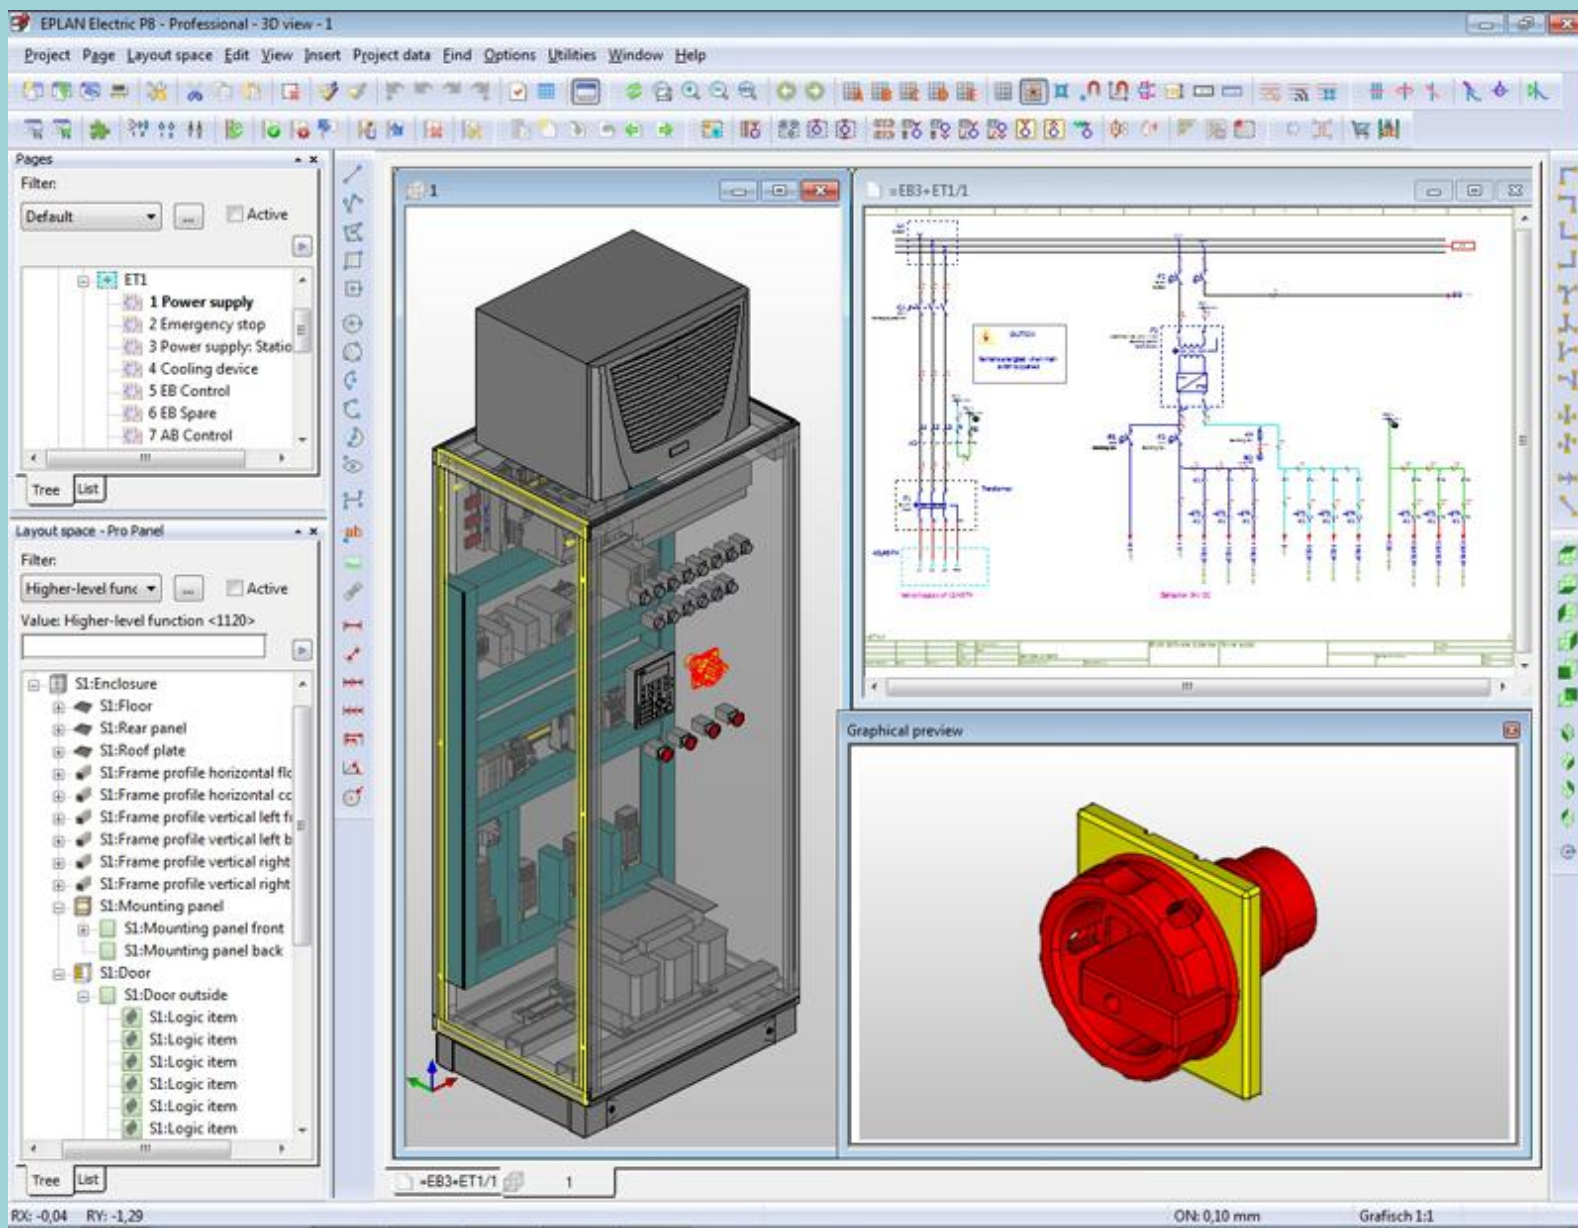 EPLAN Electric P8 - Professional - 3D view - 1
Project Page Layout space Edit View Insert Project data Find Options Utilities Window Help
Pages
Filter:
Default
...
Active
ET1
1 Power supply
2 Emergency stop
3 Power supply: Statio
4 Cooling device
5 EB Control
6 EB Spare
7 AB Control
Tree List
Layout space - Pro Panel
Filter:
Higher-level func
...
Active
Value: Higher-level function <1120>
S1:Enclosure
S1:Floor
S1:Rear panel
S1:Roof plate
S1:Frame profile horizontal flo
S1:Frame profile horizontal co
S1:Frame profile vertical left f
S1:Frame profile vertical left b
S1:Frame profile vertical right
S1:Frame profile vertical right
S1:Mounting panel
S1:Mounting panel front
S1:Mounting panel back
S1:Door
S1:Door outside
S1:Logic item
S1:Logic item
S1:Logic item
S1:Logic item
S1:Logic item
S1:Logic item
Tree List
ab
1
=EB3+ET1/1
CAUTION
Transformer
Graphical preview
=EB3+ET1/1
1
RX: -0,04 RY: -1,29
ON: 0,10 mm
Grafisch 1:1